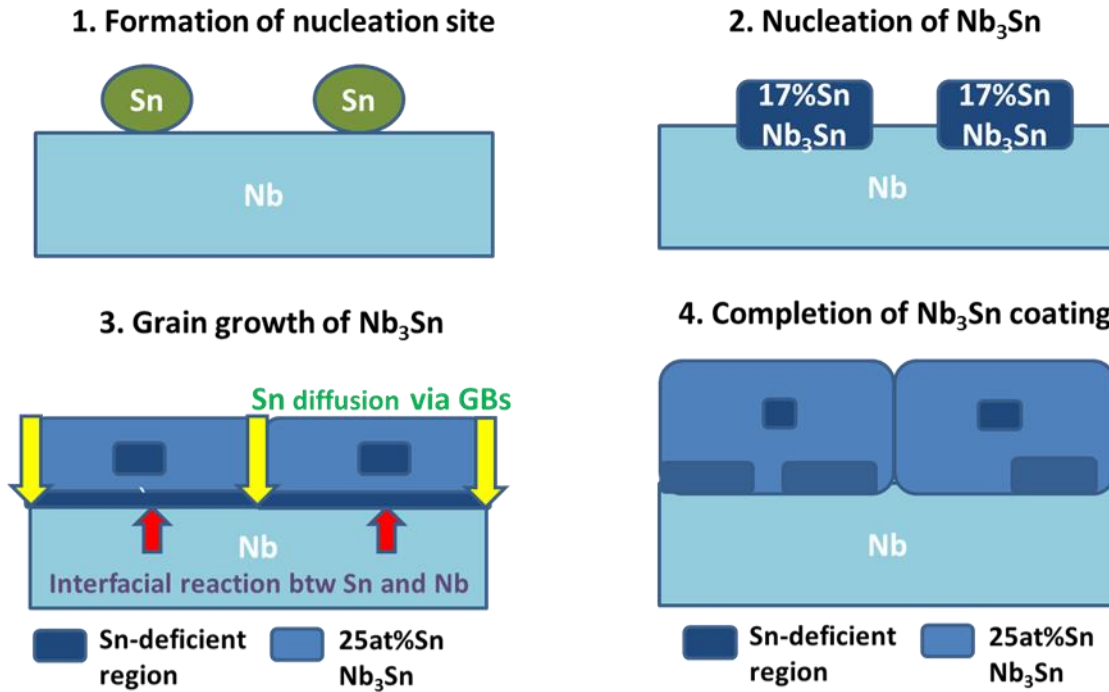 1. Formation of nucleation site
Sn
Sn
Nb
2. Nucleation of Nb₃Sn
17%Sn
Nb₃Sn
17%Sn
Nb₃Sn
Nb
3. Grain growth of Nb₃Sn
Sn diffusion via GBs
Nb
Interfacial reaction btw Sn and Nb
Sn-deficient
region
25at%Sn
Nb₃Sn
4. Completion of Nb₃Sn coating
Nb
Sn-deficient
region
25at%Sn
Nb₃Sn